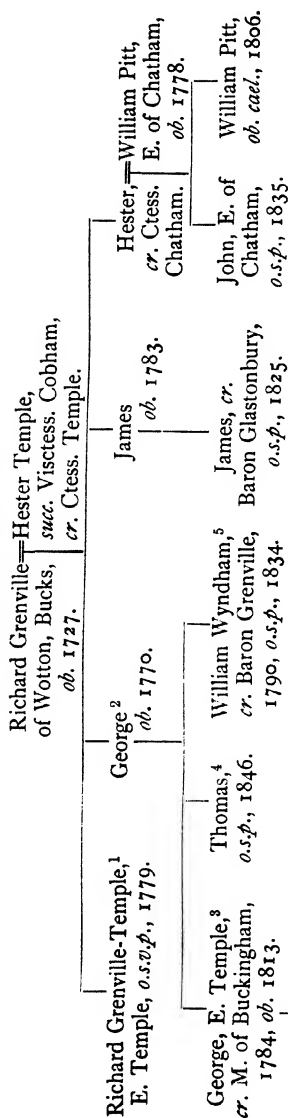 Richard Grenville=Hester Temple,
of Wotton, Bucks,
ob. 1727.
succ. Visctess. Cobham,
cr. Ctess. Temple.
Richard Grenville-Temple,¹
E. Temple, o.s.v.p., 1779.
George ²
ob. 1770.
James
ob. 1783.
Hester,=William Pitt,
cr. Ctess.
Chatham.
E. of Chatham,
ob. 1778.
George, E. Temple,³
cr. M. of Buckingham,
1784, ob. 1813.
Thomas,⁴
o.s.p., 1846.
William Wyndham,⁵
cr. Baron Grenville,
1790, o.s.p., 1834.
James, cr.
Baron Glastonbury,
o.s.p., 1825.
John, E. of
Chatham,
o.s.p., 1835.
William Pitt,
ob. cael., 1806.